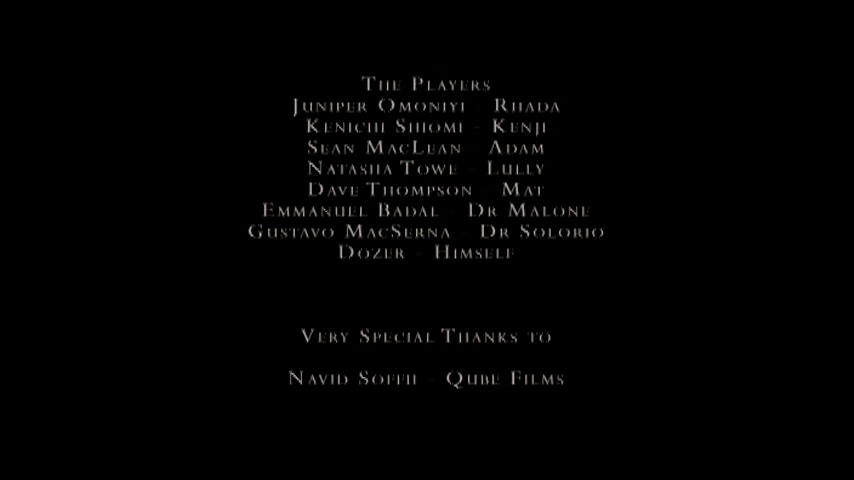 The Players
Juniper Omoniyi - Rhada
Kenichi Shiomi - Kenji
Sean MacLean - Adam
Natasha Towe - Lully
Dave Thompson - Mat
Emmanuel Badal - Dr Malone
Gustavo MacSerna - Dr Solorio
Dozer - Himself
Very Special Thanks to
Navid Soffii - Qube Films